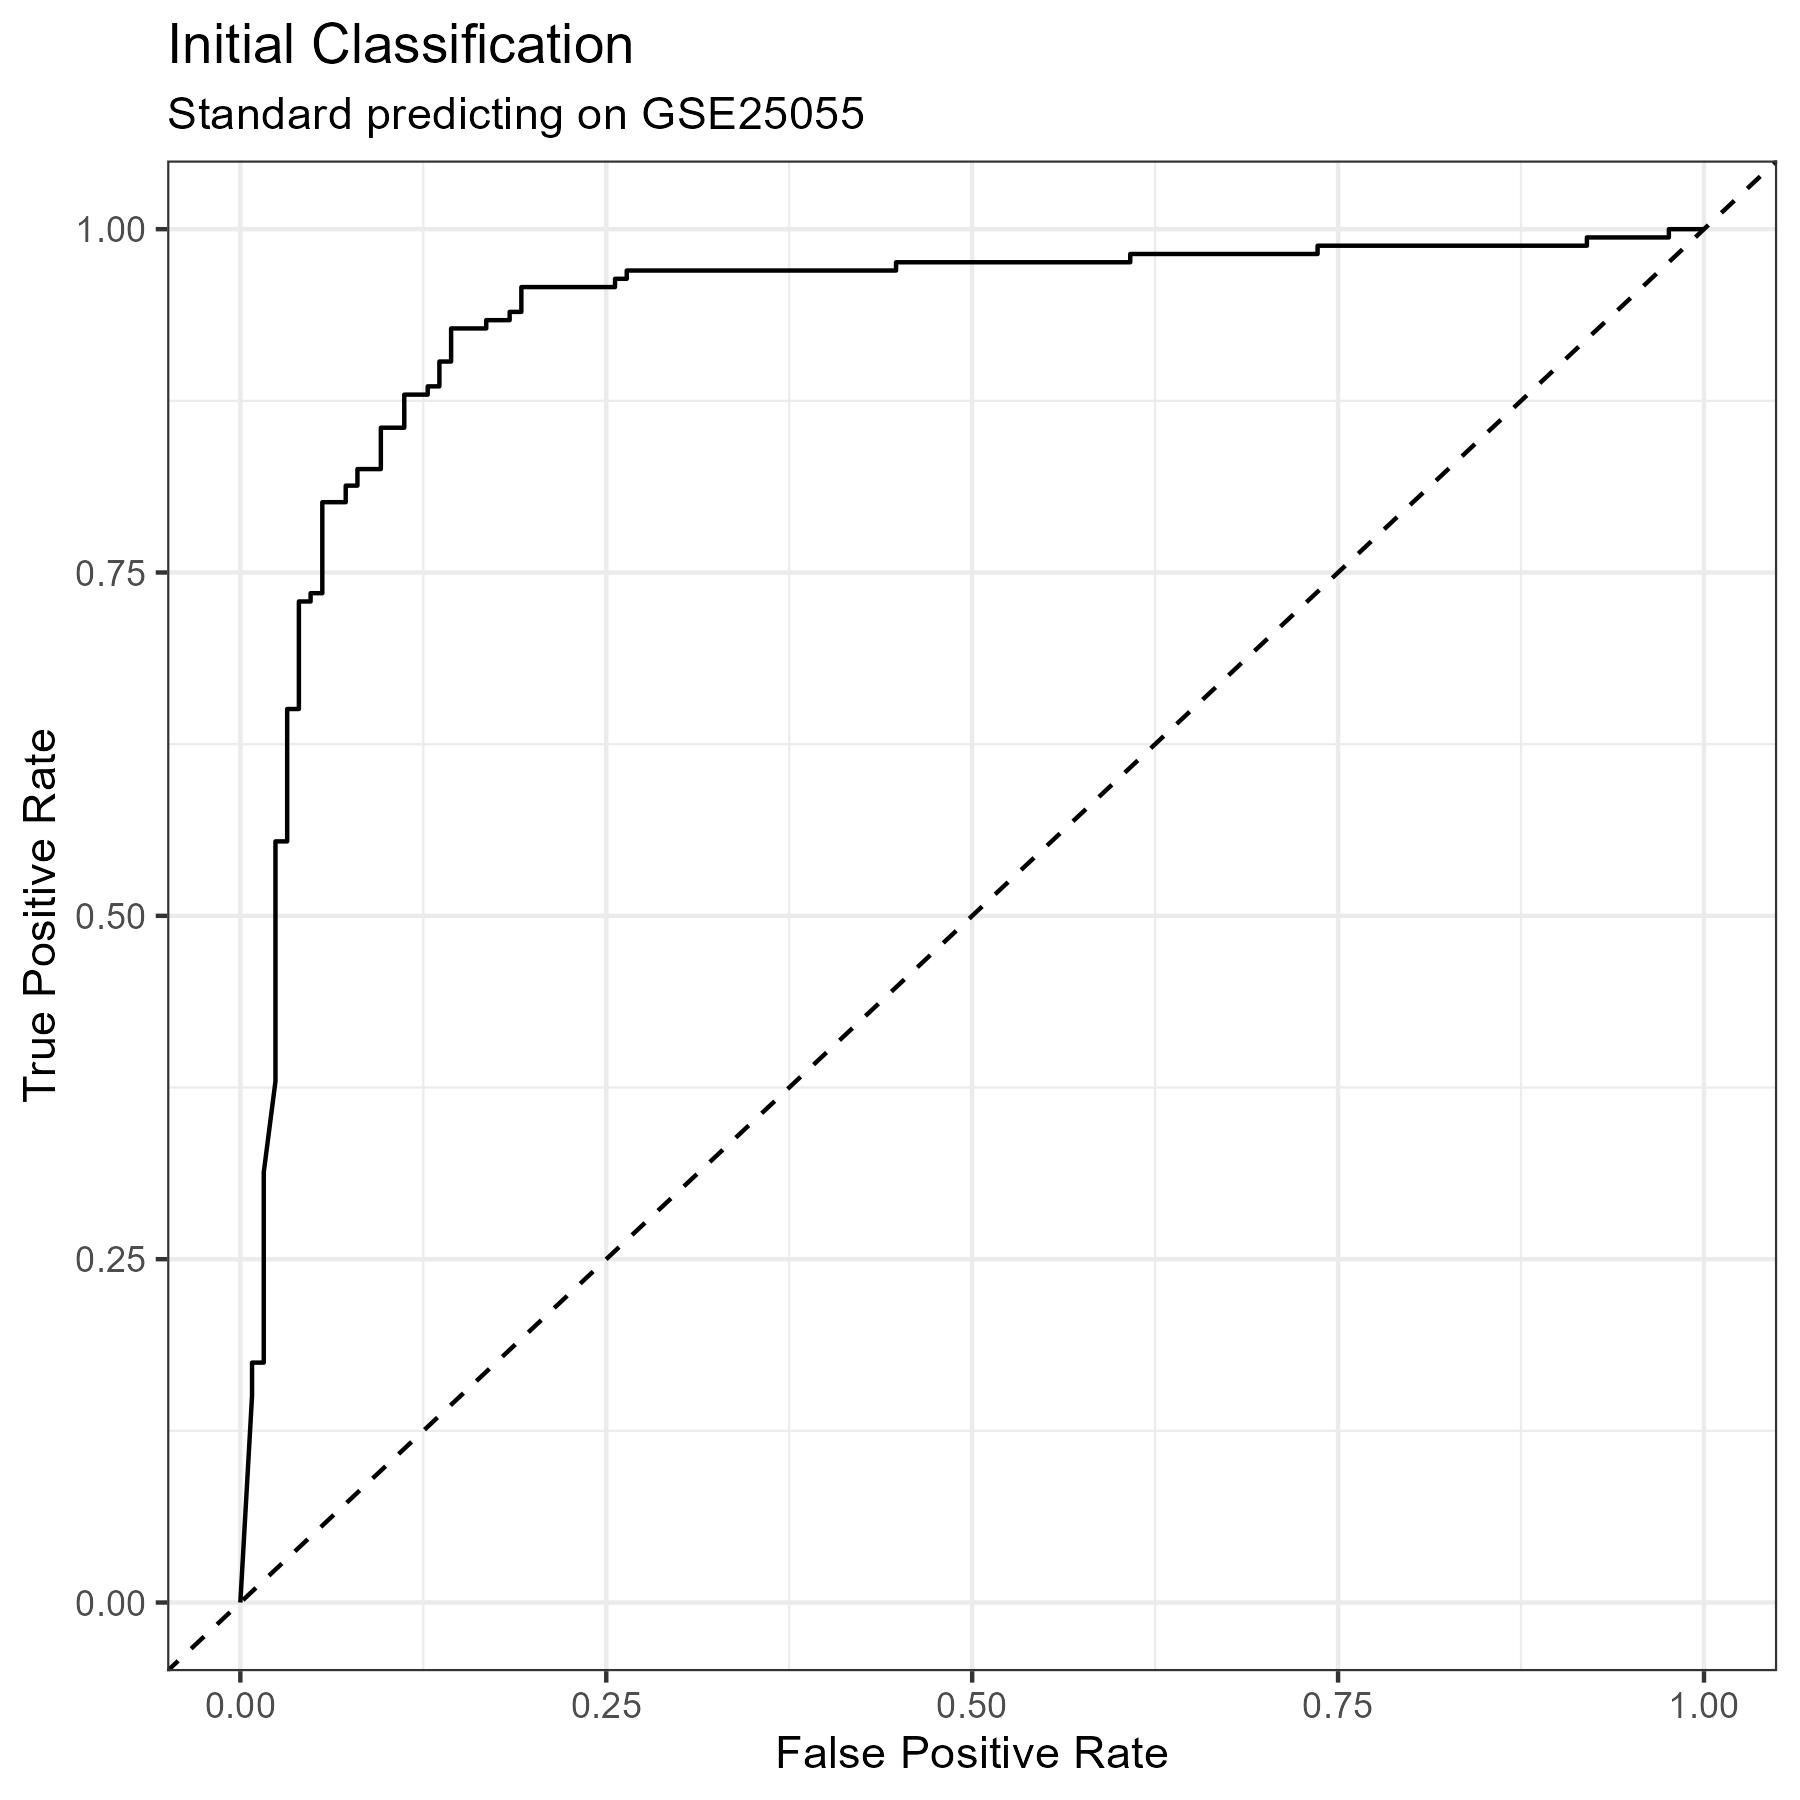 Initial Classification
Standard predicting on GSE25055
True Positive Rate
1.00
0.75
0.50
0.25
0.00
0.00 0.25 0.50 0.75 1.00
False Positive Rate